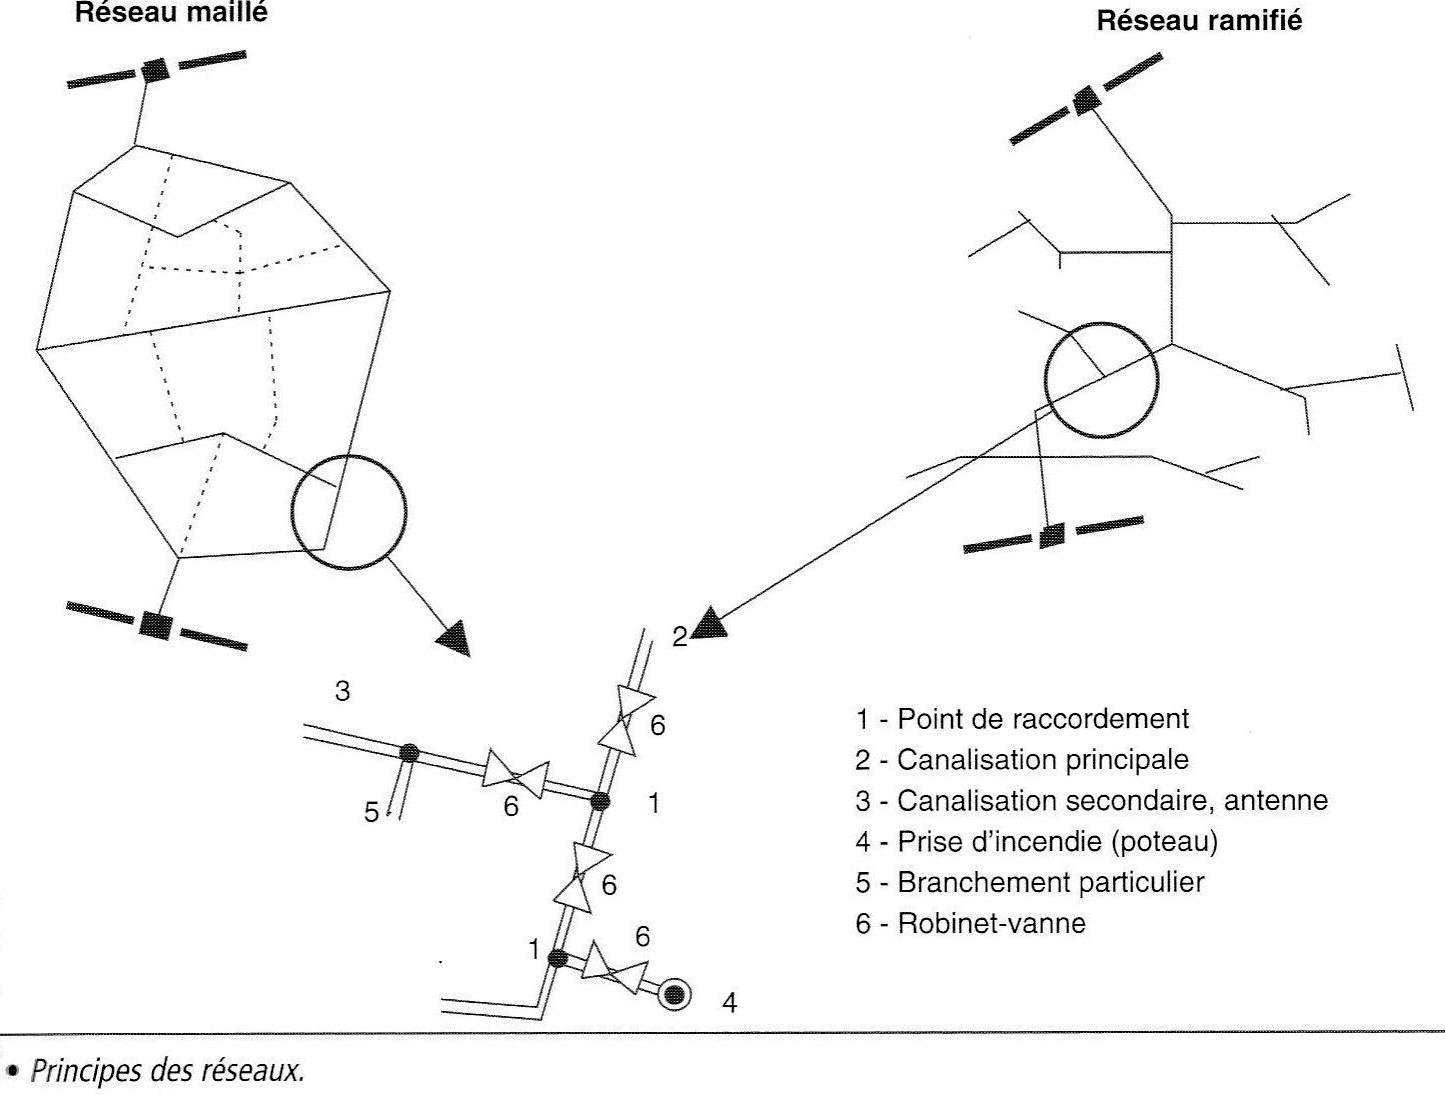 Réseau maillé
Réseau ramifié
2
3
6
6
1
5
6
1
6
4
1 - Point de raccordement
2 - Canalisation principale
3 - Canalisation secondaire, antenne
4 - Prise d'incendie (poteau)
5 - Branchement particulier
6 - Robinet-vanne
• Principes des réseaux.